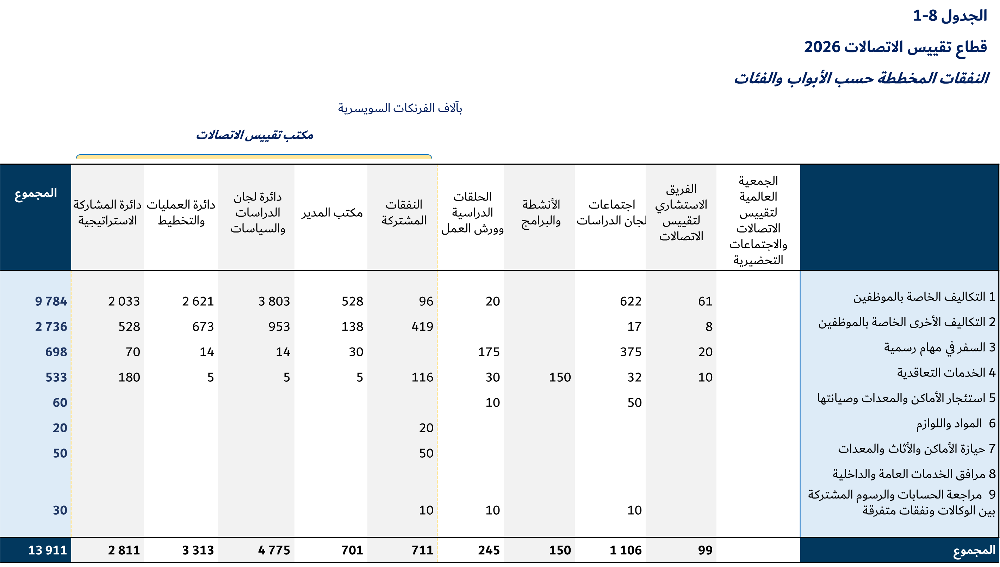 الجدول 8-1
قطاع تقييس الاتصالات 2026
النفقات المخططة حسب الأبواب والفئات
بآلاف الفرنكات السويسرية
مكتب تقييس الاتصالات
الجمعية
العالمية
لتقييس
الاتصالات
والاجتماعات
التحضيرية
الفريق
الاستشاري
لتقييس
الاتصالات
اجتماعات
لجان الدراسات
الأنشطة
والبرامج
الحلقات
الدراسية
وورش العمل
النفقات
المشتركة
مكتب المدير
دائرة لجان
الدراسات
والسياسات
دائرة العمليات
والتخطيط
دائرة المشاركة
الاستراتيجية
المجموع
1 التكاليف الخاصة بالموظفين 61 622 20 96 528 3 803 2 621 2 033 9 784
2 التكاليف الأخرى الخاصة بالموظفين 8 17 419 138 953 673 528 2 736
3 السفر في مهام رسمية 20 375 175 30 14 14 70 698
4 الخدمات التعاقدية 10 32 150 30 116 5 5 5 180 533
5 استئجار الأماكن والمعدات وصيانتها 50 10 60
6 المواد واللوازم 20 20
7 حيازة الأماكن والأثاث والمعدات 50 50
8 مرافق الخدمات العامة والداخلية
9 مراجعة الحسابات والرسوم المشتركة
بين الوكالات ونفقات متفرقة 10 10 10 30
المجموع 99 1 106 150 245 711 701 4 775 3 313 2 811 13 911